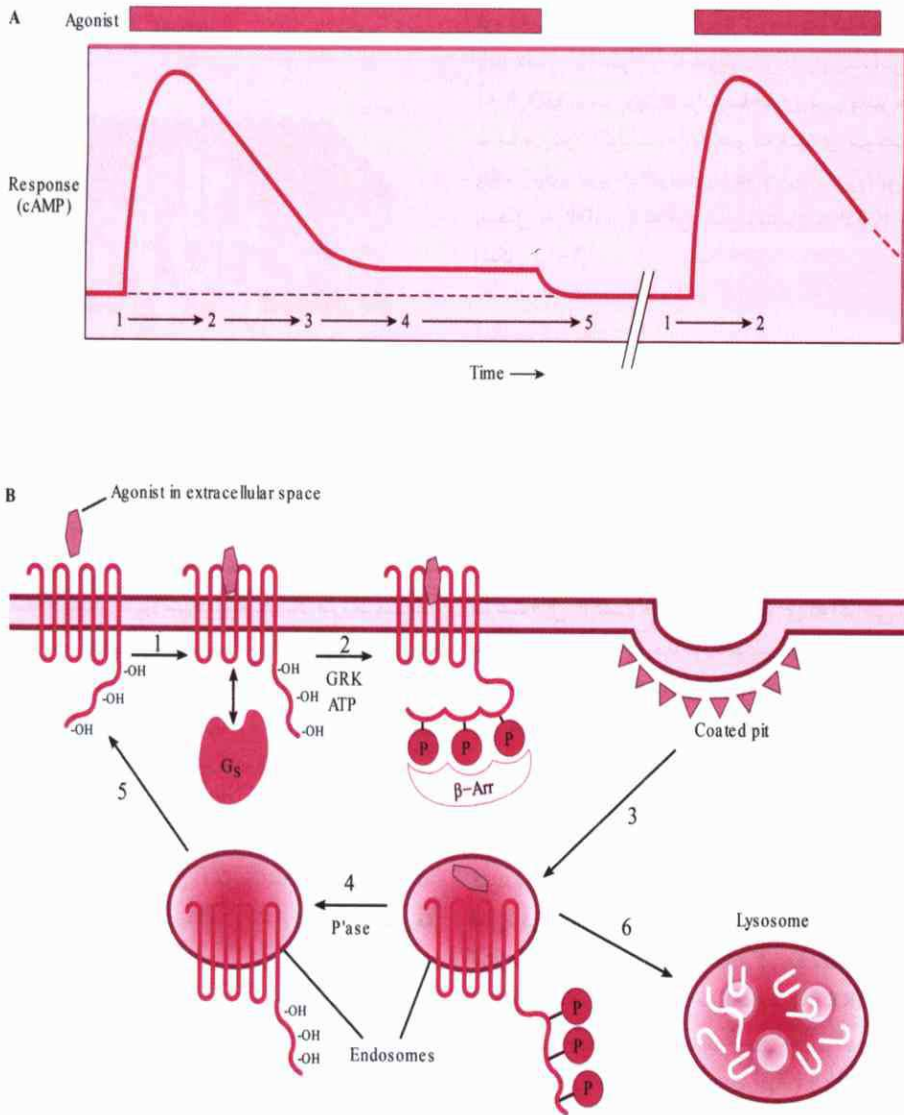 A
Agonist
Response
(cAMP)
1
2
3
4
5
1
2
Time
B
Agonist in extracellular space
1
2
GRK
ATP
-OH
-OH
-OH
-OH
-OH
-OH
Gs
P P P
β-Arr
Coated pit
5
3
4
P'ase
6
Lysosome
-OH
-OH
-OH
Endosomes
P
P
P